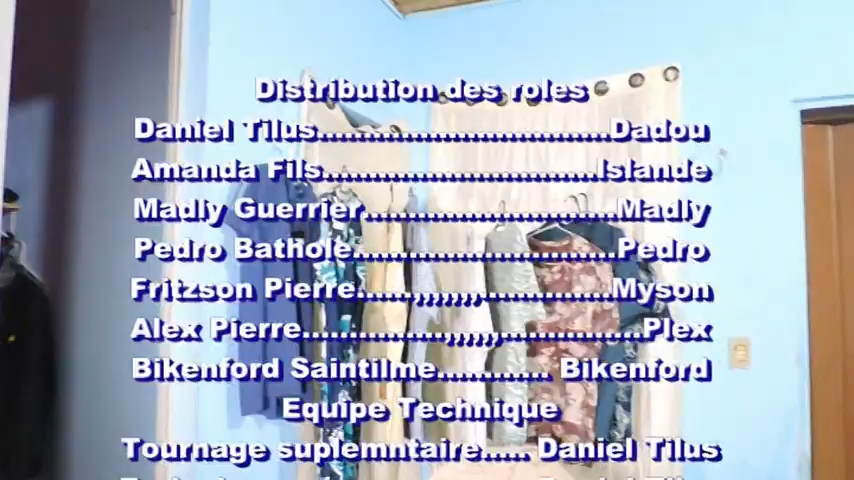 Distribution des roles
Daniel Tilus..................................Dadou
Amanda Fils................................Islande
Madly Guerrier.............................Madly
Pedro Bathole..............................Pedro
Fritzson Pierre......,,,,,,,,...............Myson
Alex Pierre................,,,,,,................Plex
Bikenford Saintilme............ Bikenford
Equipe Technique
Tournage suplemntaire..... Daniel Tilus